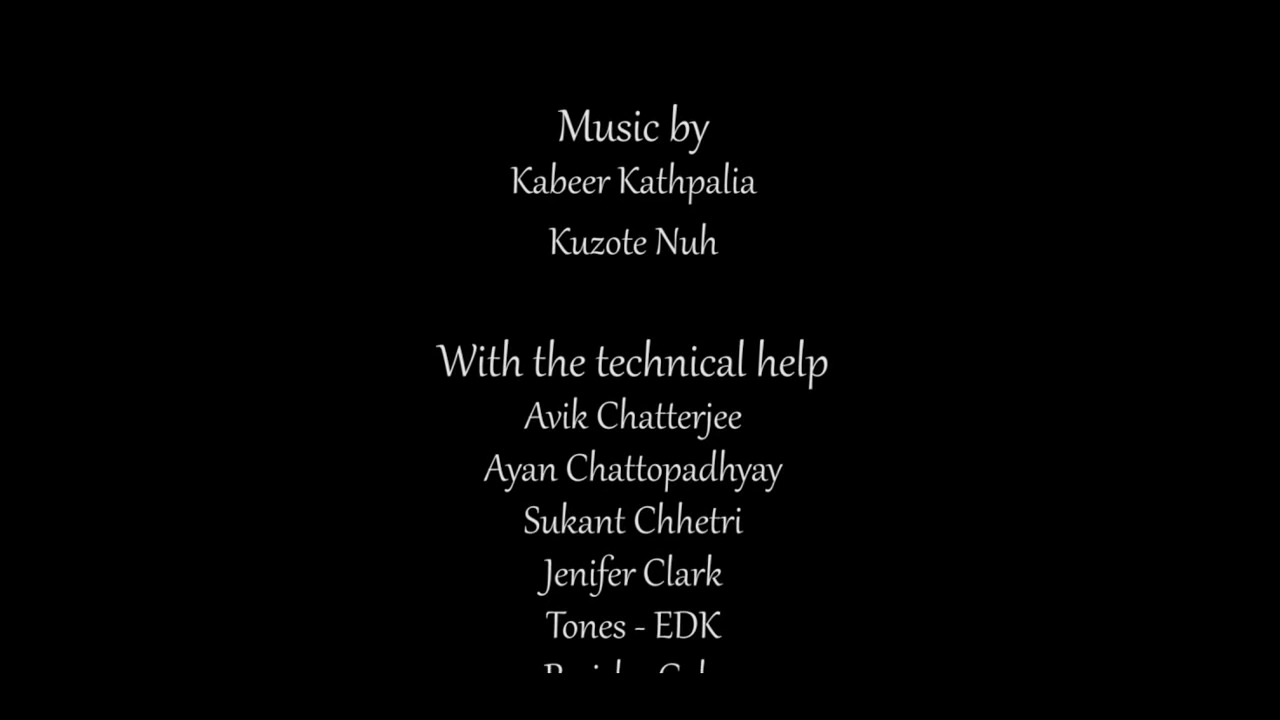 Music by
Kabeer Kathpalia
Kuzote Nuh
With the technical help
Avik Chatterjee
Ayan Chattopadhyay
Sukant Chhetri
Jenifer Clark
Tones - EDK